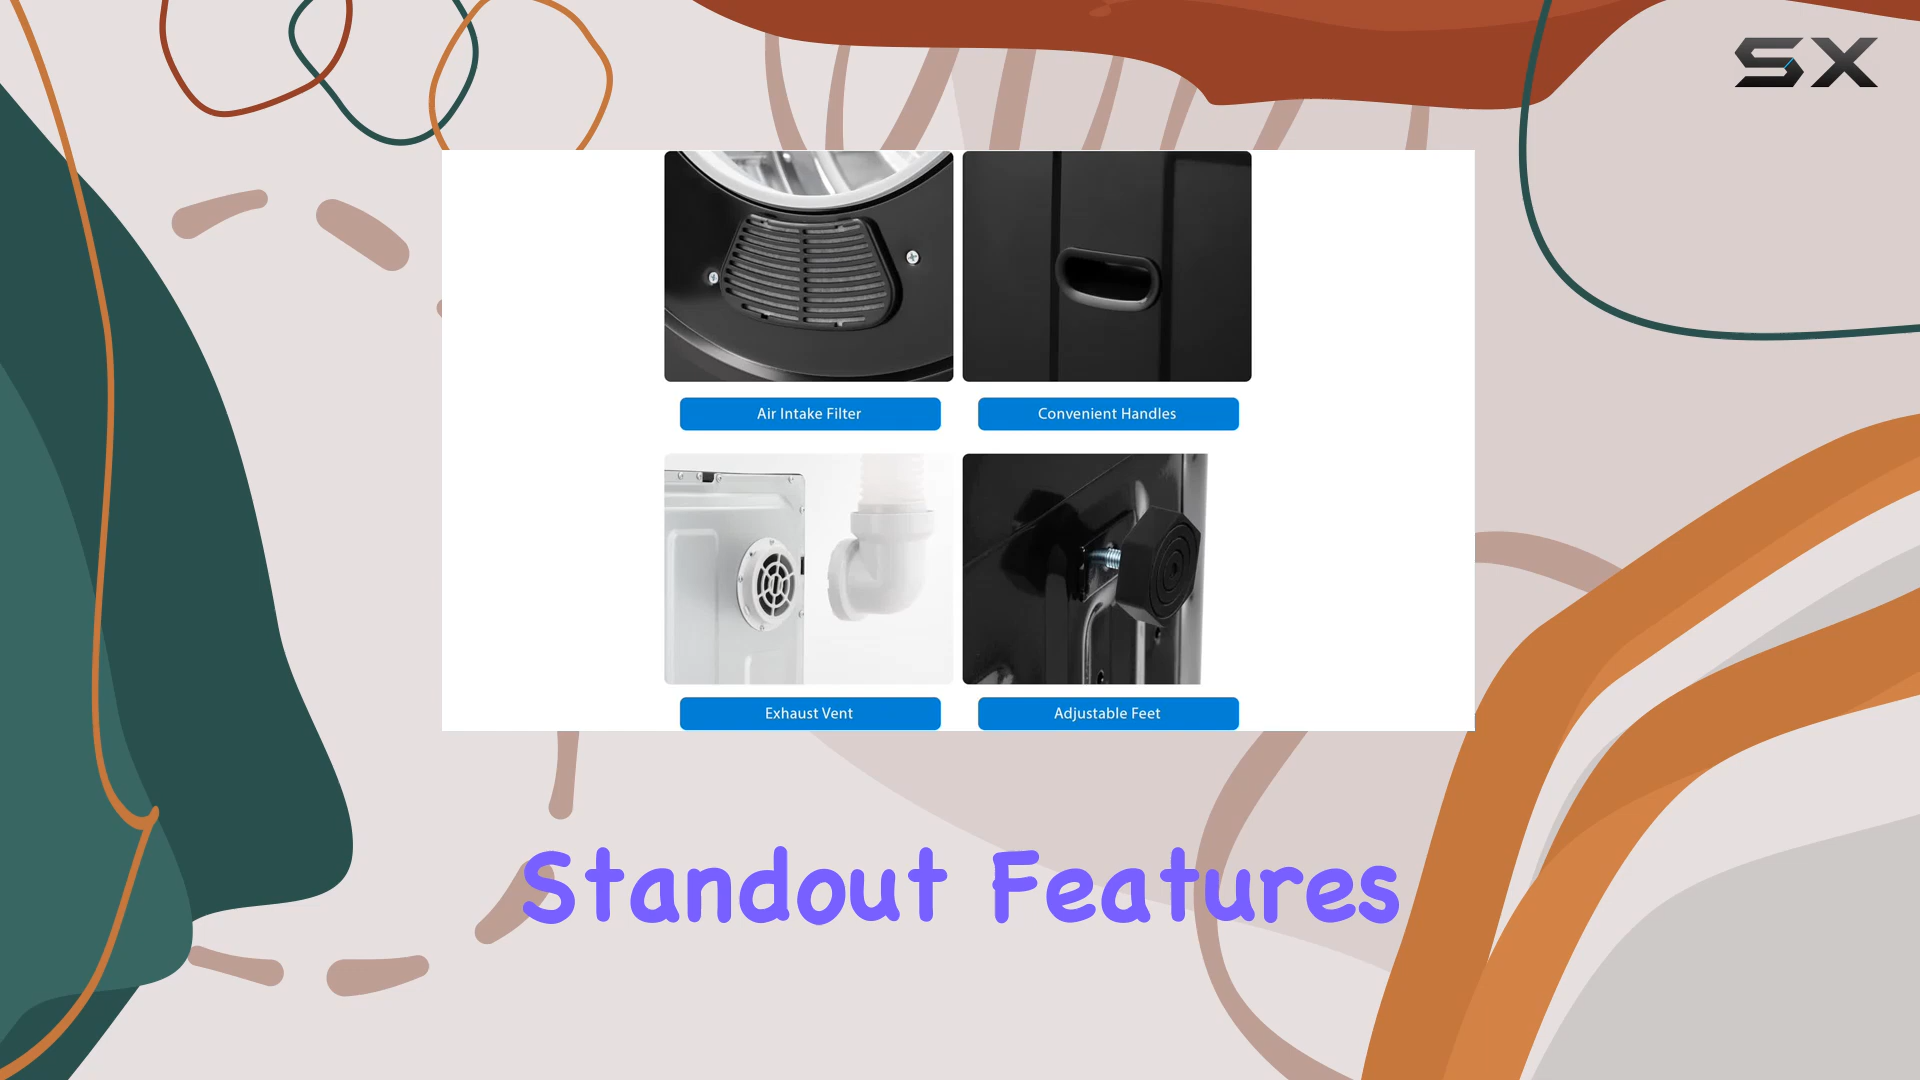 SX
Air Intake Filter
Convenient Handles
Exhaust Vent
Adjustable Feet
Standout Features